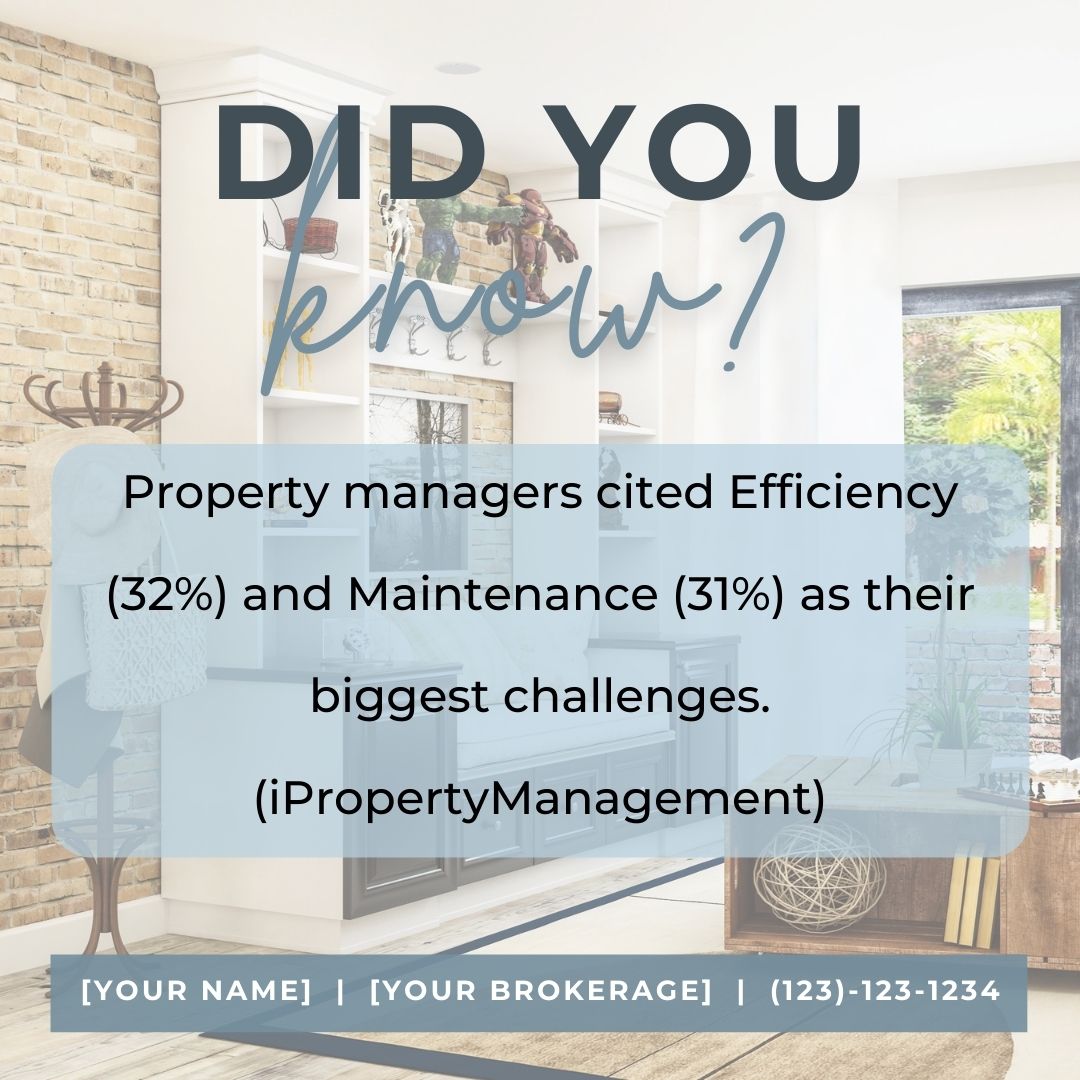 DID YOU
know?
Property managers cited Efficiency
(32%) and Maintenance (31%) as their
biggest challenges.
(iPropertyManagement)
[YOUR NAME] | [YOUR BROKERAGE] | (123)-123-1234